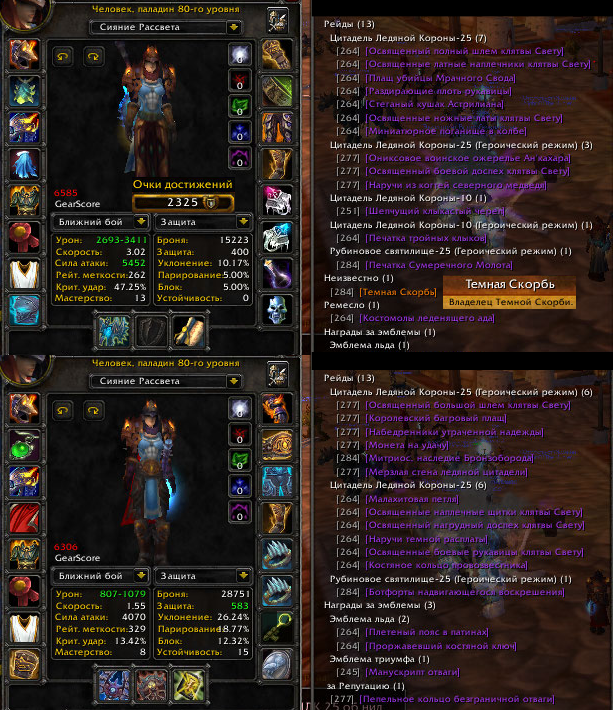 Человек, паладин 80-го уровня
Сияние Рассвета
0
0
0
0
0
Очки достижений
2325
6585
GearScore
Ближний бой
Защита
Урон: 2693-3411
Скорость: 3.02
Сила атаки: 5452
Рейт. меткости:262
Крит. удар: 47.25%
Мастерство: 13
Броня: 15223
Защита: 400
Уклонение: 10.17%
Парирование:5.00%
Блок: 5.00%
Устойчивость: 0
Рейды (13)
Цитадель Ледяной Короны-25 (7)
[264] [Освященный полный шлем клятвы Свету]
[264] [Освященные латные наплечники клятвы Свету]
[264] [Плащ убийцы Мрачного Свода]
[264] [Раздирающие плоть рукавицы]
[264] [Стеганый кушак Астрилиана]
[264] [Освященные ножные латы клятвы Свету]
[264] [Миниатюрное поганище в колбе]
Цитадель Ледяной Короны-25 (Героический режим) (3)
[277] [Ониксовое воинское ожерелье Ан'кахара]
[277] [Освященный боевой доспех клятвы Свету]
[277] [Наручи из когтей северного медведя]
Цитадель Ледяной Короны-10 (1)
[251] [Шепчущий клыкастый череп]
Цитадель Ледяной Короны-10 (Героический режим) (1)
[264] [Печатка тройных клыков]
Рубиновое святилище-25 (Героический режим) (1)
[284] [Печатка Сумеречного Молота]
Неизвестно (1)
[284] [Темная Скорбь]
Темная Скорбь
Владелец Темной Скорби.
Ремесло (1)
[264] [Костомолы леденящего ада]
Награды за эмблемы (1)
Эмблема льда (1)
Человек, паладин 80-го уровня
Сияние Рассвета
0
0
0
0
0
6306
GearScore
Ближний бой
Защита
Урон: 807-1079
Скорость: 1.55
Сила атаки: 4070
Рейт. меткости:329
Крит. удар: 13.42%
Мастерство: 8
Броня: 28751
Защита: 583
Уклонение: 26.24%
Парирование:18.77%
Блок: 12.32%
Устойчивость: 15
Рейды (13)
Цитадель Ледяной Короны-25 (Героический режим) (6)
[277] [Освященный большой шлем клятвы Свету]
[277] [Королевский багровый плащ]
[277] [Набедренники утраченной надежды]
[277] [Монета на удачу]
[284] [Митриос, наследие Бронзоборода]
[277] [Мерзлая стена ледяной цитадели]
Цитадель Ледяной Короны-25 (6)
[264] [Малахитовая петля]
[264] [Освященные наплечные щитки клятвы Свету]
[264] [Освященный нагрудный доспех клятвы Свету]
[264] [Наручи темной расплаты]
[264] [Освященные боевые рукавицы клятвы Свету]
[264] [Костяное кольцо провозвестника]
Рубиновое святилище-25 (Героический режим) (1)
[284] [Ботфорты надвигающегося воскрешения]
Награды за эмблемы (3)
Эмблема льда (2)
[264] [Плетеный пояс в патинах]
[264] [Проржавевший костяной ключ]
Эмблема триумфа (1)
[245] [Манускрипт отваги]
за Репутацию (1)
[277] [Пепельное кольцо безграничной отваги]